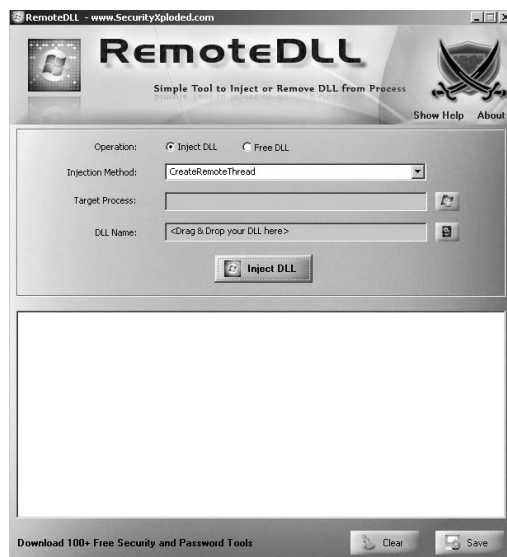 RemoteDLL - www.SecurityXploded.com
RemoteDLL
Simple Tool to Inject or Remove DLL from Process
Show Help About
Operation: Inject DLL Free DLL
Injection Method: CreateRemoteThread
Target Process:
DLL Name: <Drag & Drop your DLL here>
Inject DLL
Download 100+ Free Security and Password Tools Clear Save